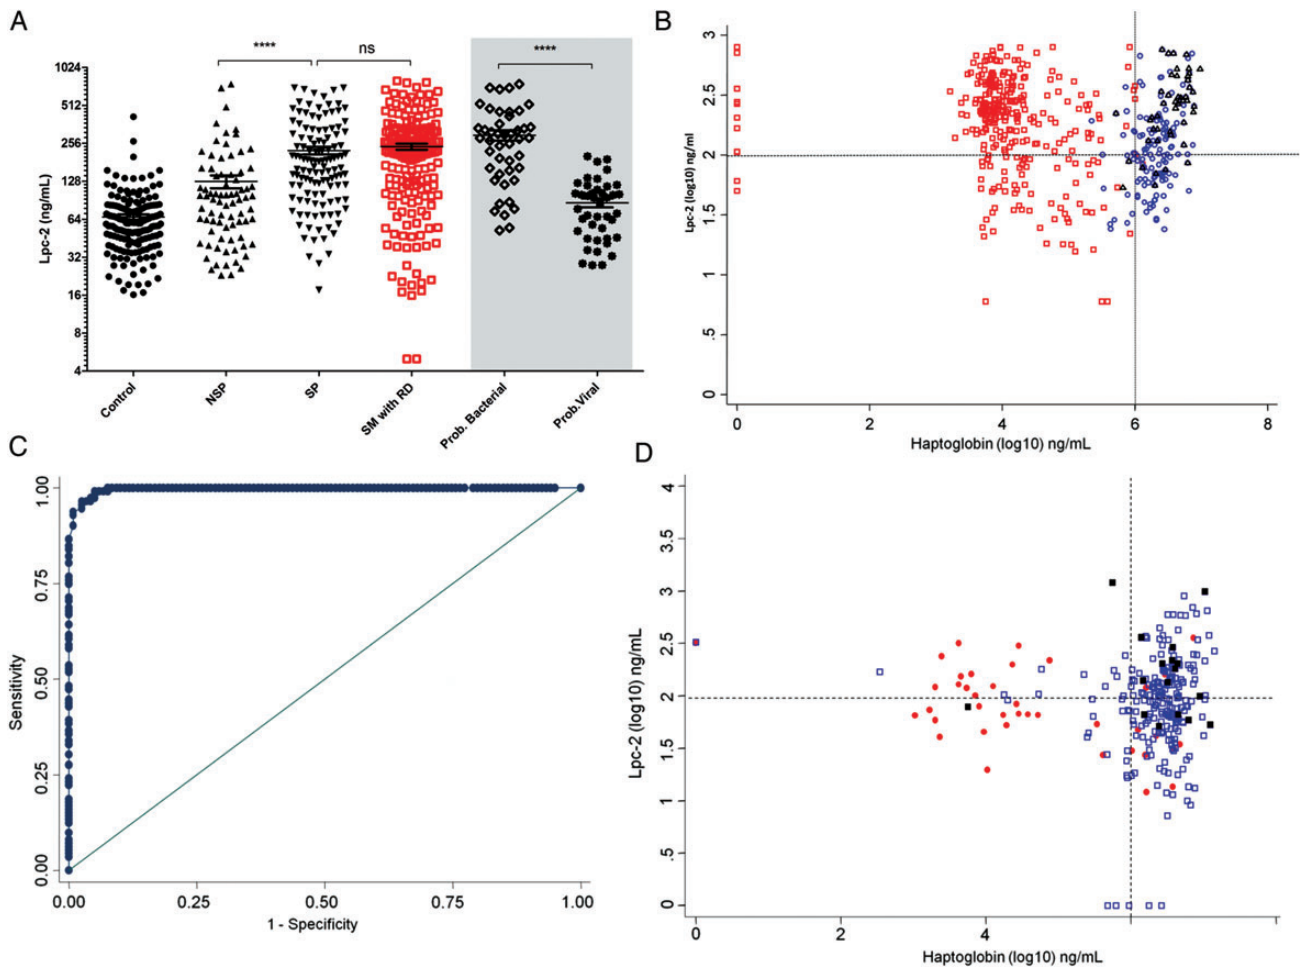 A
****
ns
****
Lpc-2 (ng/mL)
1024
512
256
128
64
32
16
8
4
Control
NSP
SP
SM with RD
Prob. Bacterial
Prob.Viral
B
Lpc-2 (log10) ng/ml
3
2.5
2
1.5
1
.5
0
0
2
4
6
8
Haptoglobin (log10) ng/mL
C
Sensitivity
1.00
0.75
0.50
0.25
0.00
0.00
0.25
0.50
0.75
1.00
1 - Specificity
D
Lpc-2 (log10) ng/mL
4
3.5
3
2.5
2
1.5
1
.5
0
0
2
4
Haptoglobin (log10) ng/mL